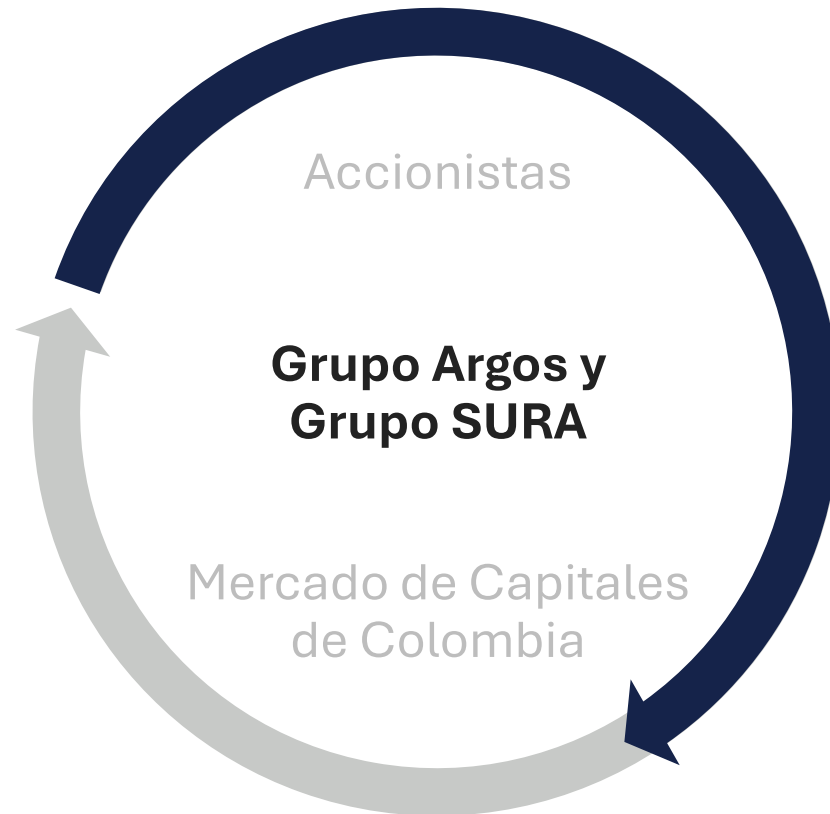 Accionistas
Grupo Argos y
Grupo SURA
Mercado de Capitales
de Colombia